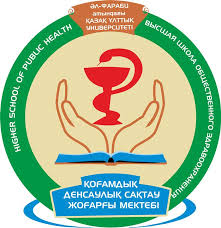 ӘЛ-ФАРАБИ
атындағы
ҚАЗАҚ ҰЛТТЫҚ
УНИВЕРСИТЕТІ
HIGHER SCHOOL OF PUBLIC HEALTH
ВЫСШАЯ ШКОЛА ОБЩЕСТВЕННОГО ЗДРАВООХРАНЕНИЯ
ҚОҒАМДЫҚ
ДЕНСАУЛЫҚ САҚТАУ
ЖОҒАРҒЫ МЕКТЕБІ